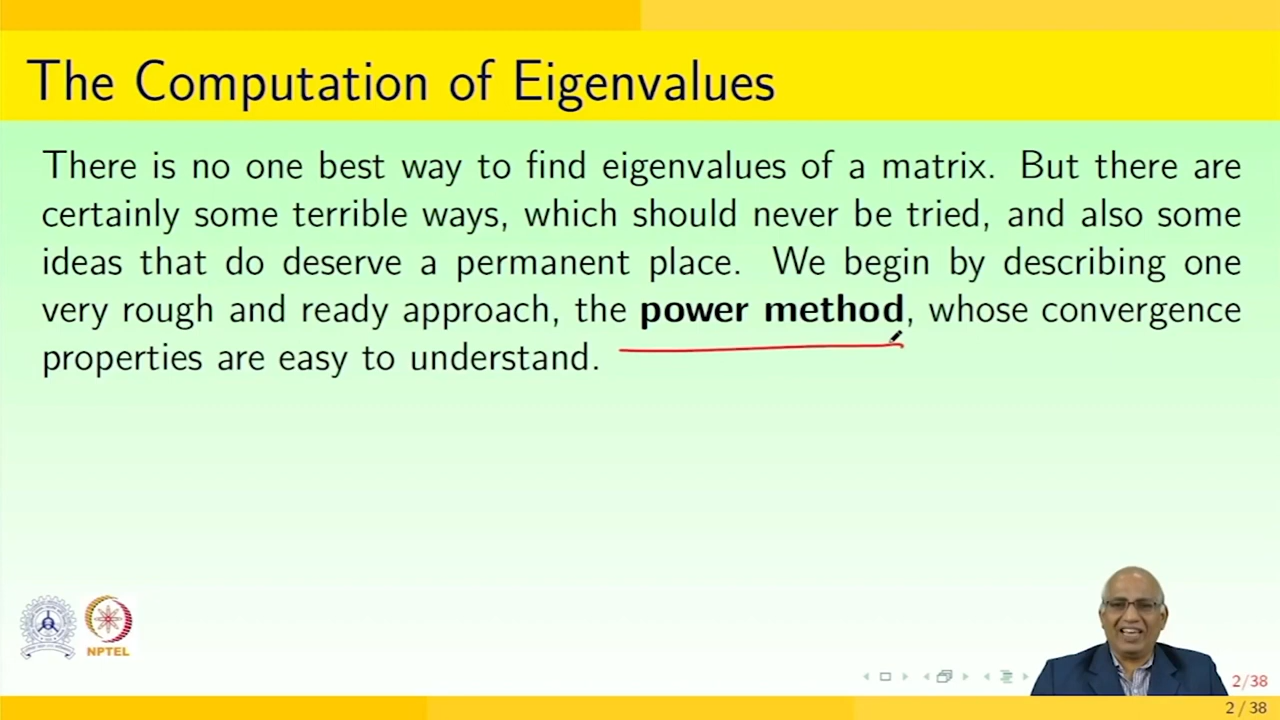 The Computation of Eigenvalues
There is no one best way to find eigenvalues of a matrix. But there are
certainly some terrible ways, which should never be tried, and also some
ideas that do deserve a permanent place. We begin by describing one
very rough and ready approach, the power method, whose convergence
properties are easy to understand.
NPTEL
2/38
2 / 38